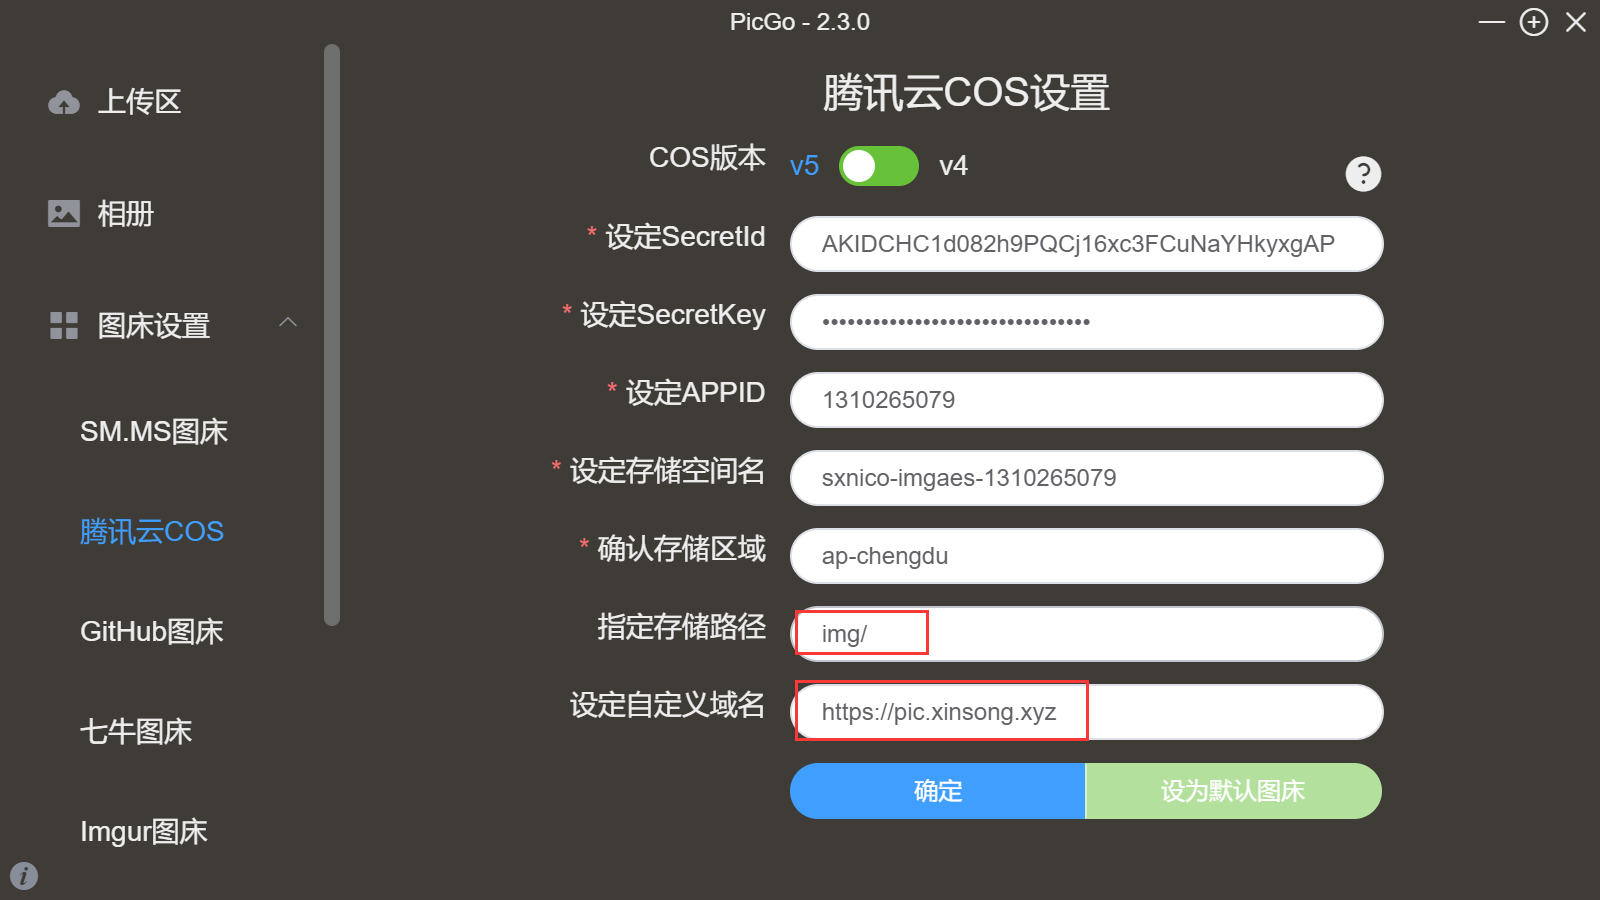 PicGo - 2.3.0
上传区
相册
图床设置
SM.MS图床
腾讯云COS
GitHub图床
七牛图床
Imgur图床
腾讯云COS设置
COS版本 v5 v4
* 设定SecretId AKIDCHC1d082h9PQCj16xc3FCuNaYHkyxgAP
* 设定SecretKey ••••••••••••••••••••••••••••••••
* 设定APPID 1310265079
* 设定存储空间名 sxnico-imgaes-1310265079
* 确认存储区域 ap-chengdu
指定存储路径 img/
设定自定义域名 https://pic.xinsong.xyz
确定 设为默认图床